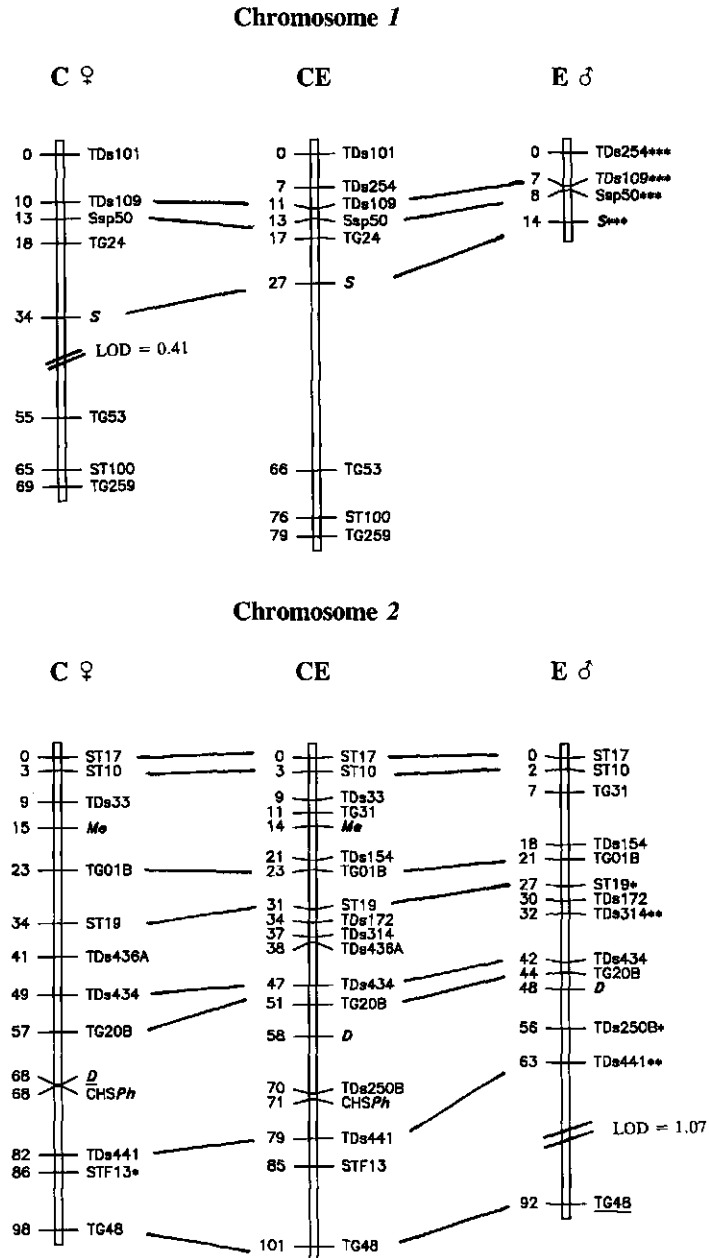 Chromosome 1
C ♀
CE
E ♂
0 TDs101
10 TDs109
13 Ssp50
18 TG24
34 S
LOD = 0.41
55 TG53
65 ST100
69 TG259
0 TDs101
7 TDs254
11 TDs109
13 Ssp50
17 TG24
27 S
66 TG53
76 ST100
79 TG259
0 TDs254***
7 TDs109***
8 Ssp50***
14 S***
Chromosome 2
C ♀
CE
E ♂
0 ST17
3 ST10
9 TDs33
15 Me
23 TG01B
34 ST19
41 TDs436A
49 TDs434
57 TG20B
68 D
68 CHSPh
82 TDs441
86 STF13*
98 TG48
0 ST17
3 ST10
9 TDs33
11 TG31
14 Me
21 TDs154
23 TG01B
31 ST19
34 TDs172
37 TDs314
38 TDs436A
47 TDs434
51 TG20B
58 D
70 TDs250B
71 CHSPh
79 TDs441
85 STF13
101 TG48
0 ST17
2 ST10
7 TG31
18 TDs154
21 TG01B
27 ST19*
30 TDs172
32 TDs314**
42 TDs434
44 TG20B
48 D
56 TDs250B*
63 TDs441**
LOD = 1.07
92 TG48